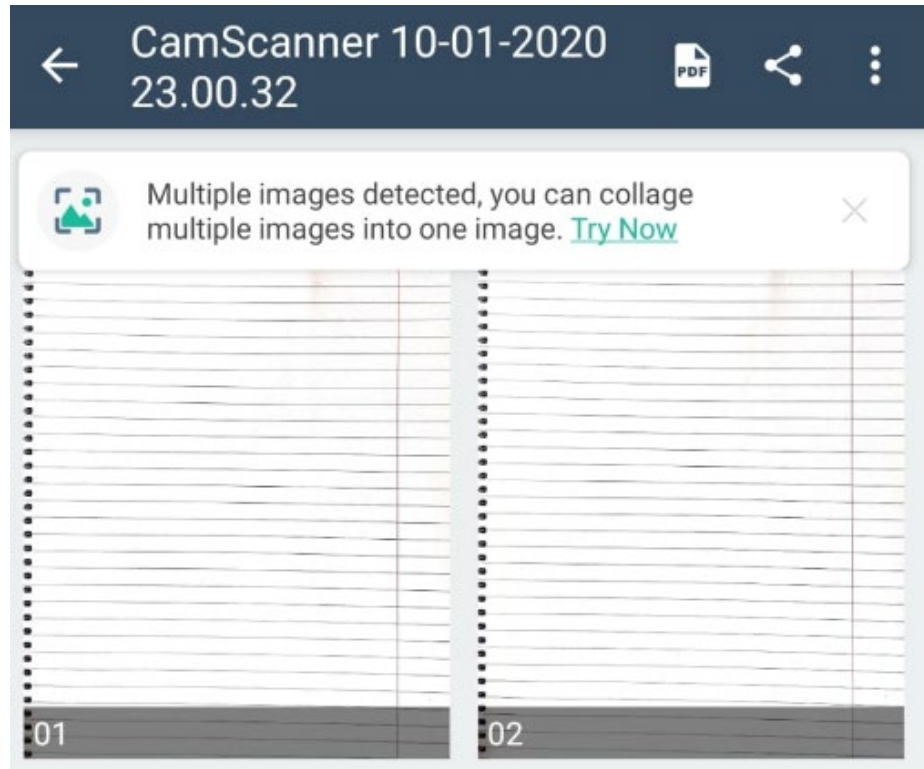 CamScanner 10-01-2020
23.00.32
PDF
Multiple images detected, you can collage
multiple images into one image. Try Now
01
02